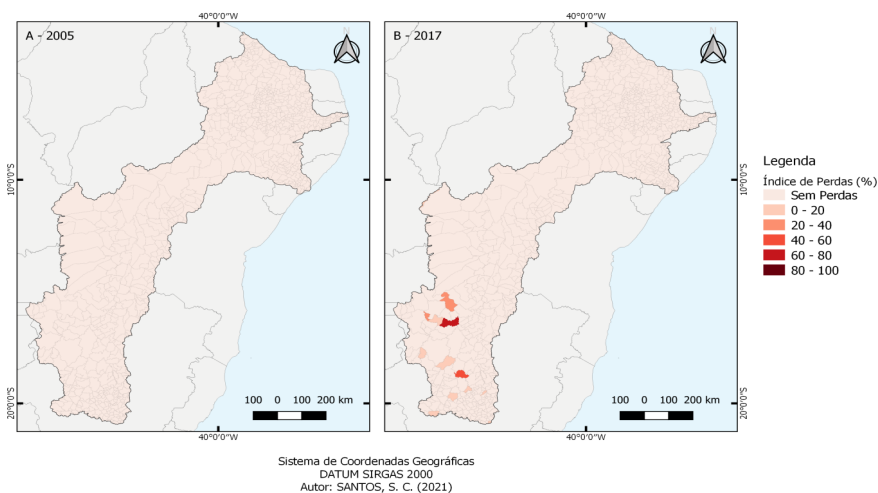 40°0'0"W
40°0'0"W
A - 2005
B - 2017
10°0'0"S
10°0'0"S
20°0'0"S
20°0'0"S
100 0 100 200 km
100 0 100 200 km
40°0'0"W
40°0'0"W
Legenda
Índice de Perdas (%)
Sem Perdas
0 - 20
20 - 40
40 - 60
60 - 80
80 - 100
Sistema de Coordenadas Geográficas
DATUM SIRGAS 2000
Autor: SANTOS, S. C. (2021)